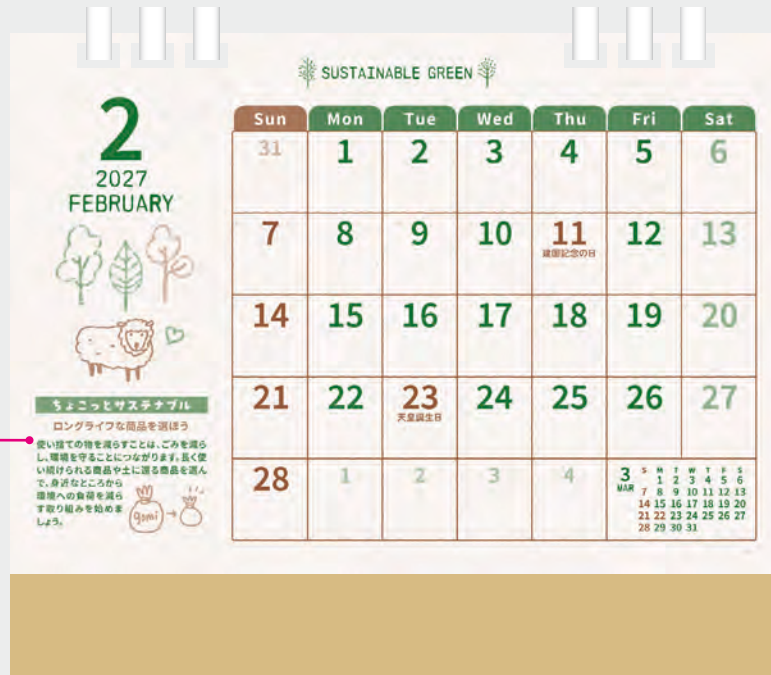 SUSTAINABLE GREEN
2
2027
FEBRUARY
ちょこっとサステナブル
ロングライフな商品を選ぼう
使い捨ての物を減らすことは、ごみを減ら
し、環境を守ることにつながります。長く使
い続けられる商品や土に還る商品を選ん
で、身近なところから
環境への負荷を減ら
す取り組みを始めま
しょう。
gomi
Sun Mon Tue Wed Thu Fri Sat
31 1 2 3 4 5 6
7 8 9 10 11 12 13
建国記念の日
14 15 16 17 18 19 20
21 22 23 24 25 26 27
天皇誕生日
28 1 2 3 4
3
MAR
S M T W T F S
1 2 3 4 5 6
7 8 9 10 11 12 13
14 15 16 17 18 19 20
21 22 23 24 25 26 27
28 29 30 31